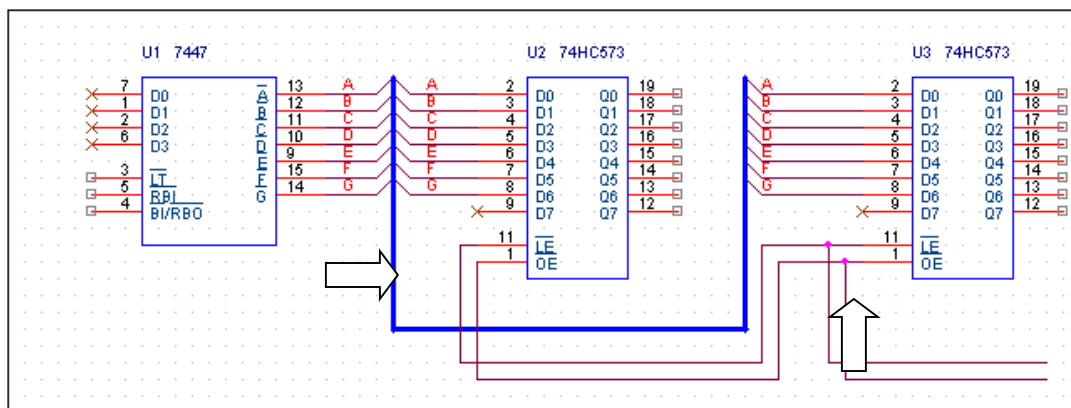 U1 7447 U2 74HC573 U3 74HC573
7 D0 A 13 A A 2 D0 Q0 19 A 2 D0 Q0 19
1 D1 B 12 B B 3 D1 Q1 18 B 3 D1 Q1 18
2 D2 C 11 C C 4 D2 Q2 17 C 4 D2 Q2 17
6 D3 D 10 D D 5 D3 Q3 16 D 5 D3 Q3 16
E 9 E E 6 D4 Q4 15 E 6 D4 Q4 15
3 LT F 15 F F 7 D5 Q5 14 F 7 D5 Q5 14
5 RBI G 14 G G 8 D6 Q6 13 G 8 D6 Q6 13
4 BI/RBO 9 D7 Q7 12 9 D7 Q7 12
11 LE 11 LE
1 OE 1 OE